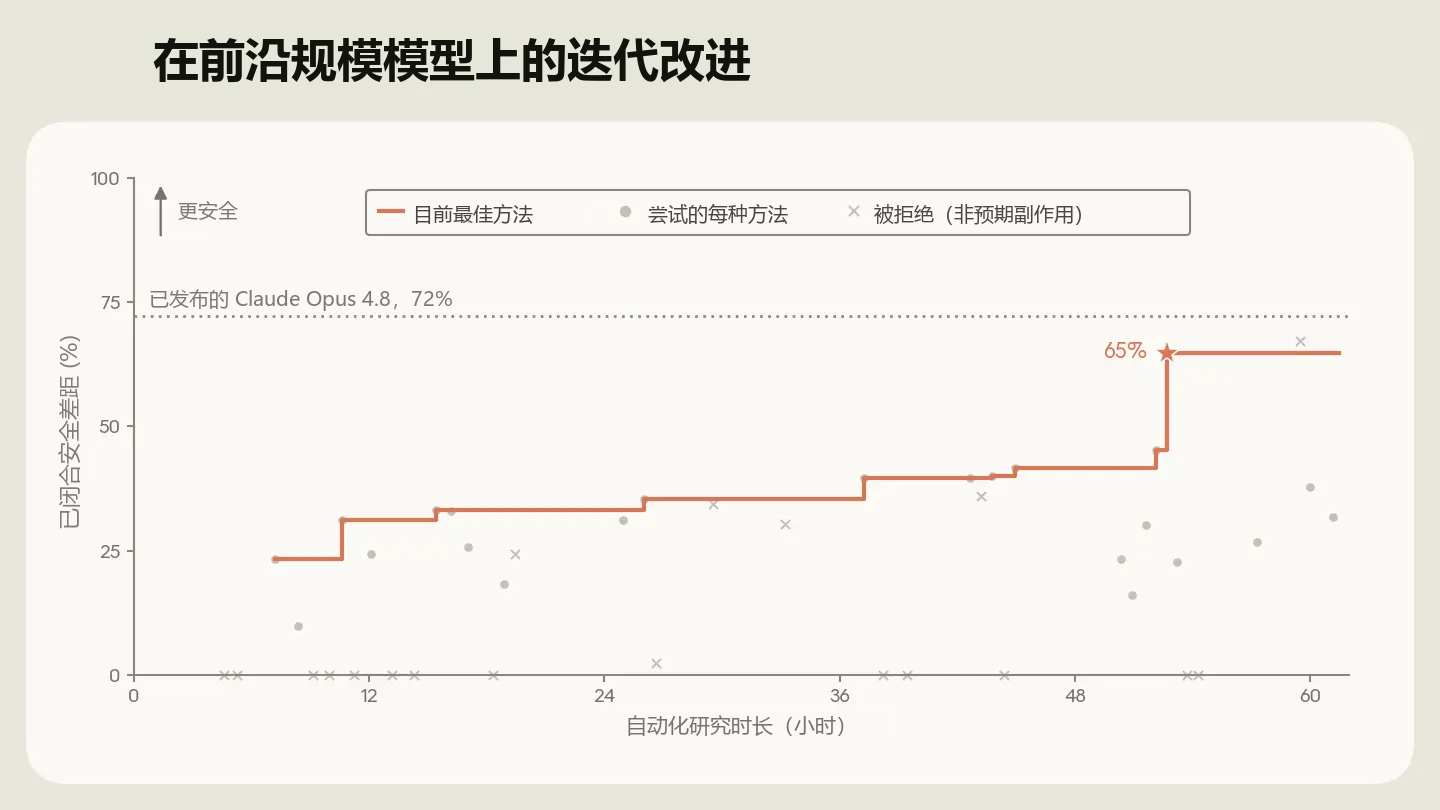 在前沿规模模型上的迭代改进
100
更安全
目前最佳方法
尝试的每种方法
被拒绝（非预期副作用）
75
已发布的 Claude Opus 4.8，72%
65%
50
25
0
已闭合安全差距 (%)
0
12
24
36
48
60
自动化研究时长（小时）